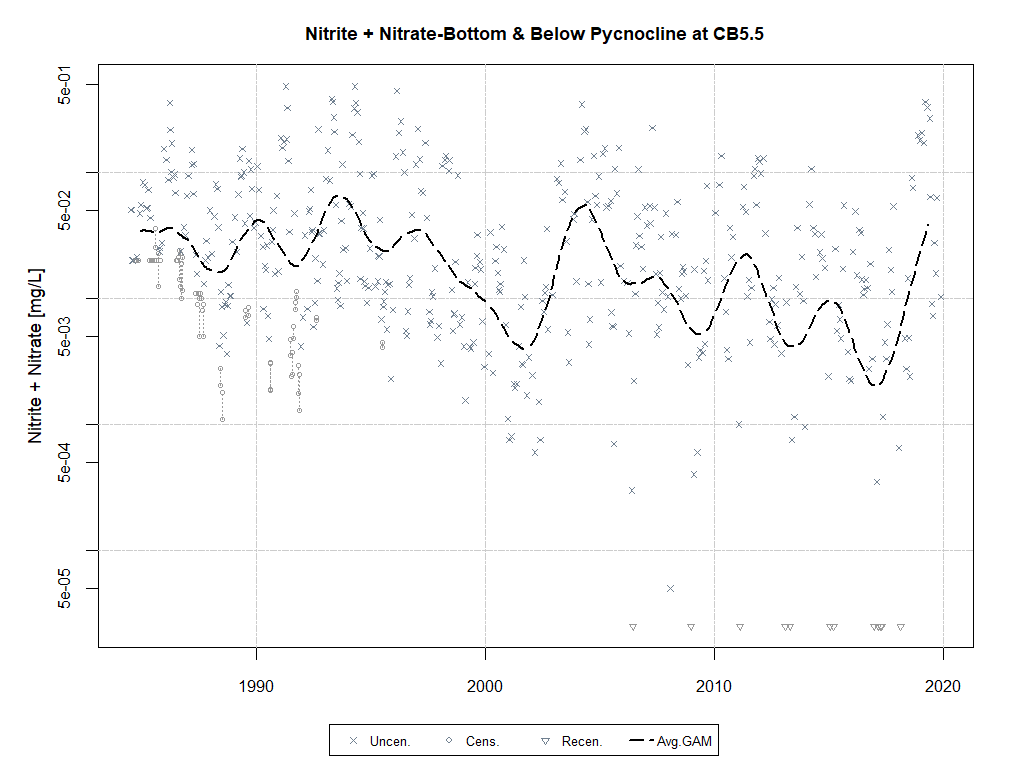 Nitrite + Nitrate-Bottom & Below Pycnocline at CB5.5
Nitrite + Nitrate [mg/L]
5e-01
5e-02
5e-03
5e-04
5e-05
1990 2000 2010 2020
Uncen. Cens. Recen. Avg.GAM